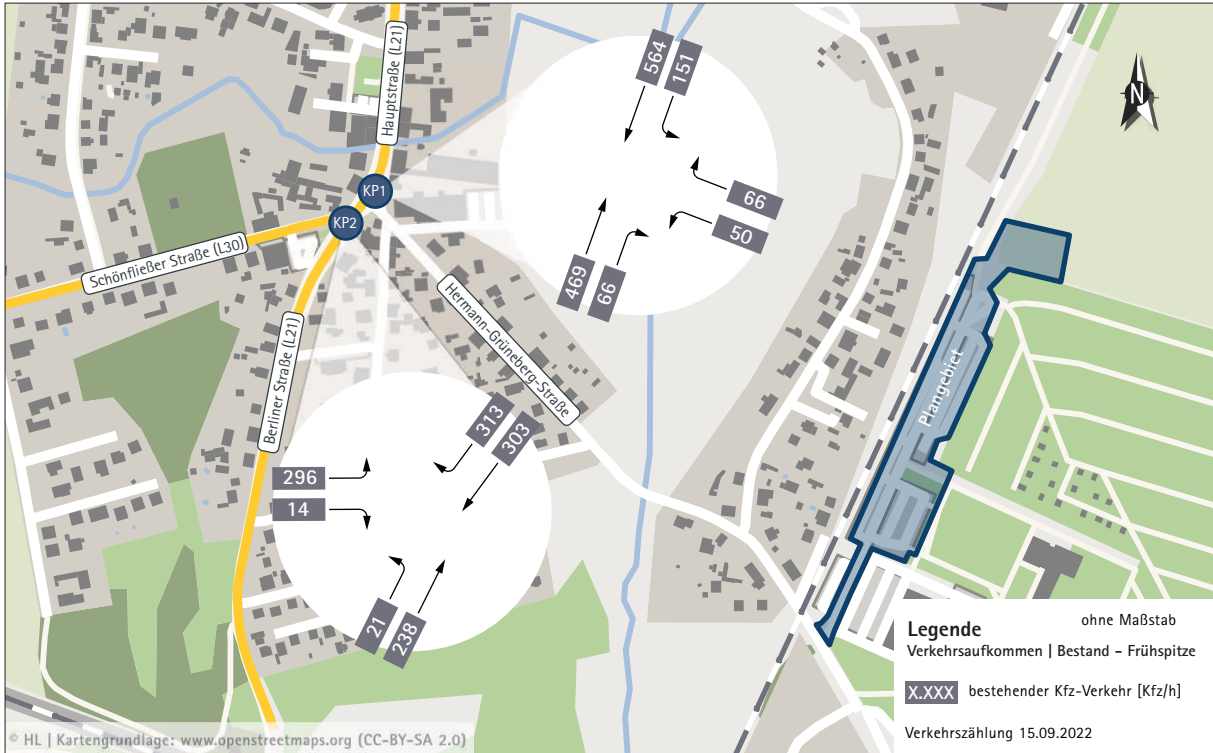 Hauptstraße (L21)
564
151
N
KP1
66
KP2
50
Schönfließer Straße (L30)
469
66
Hermann-Grüneberg-Straße
Plangebiet
Berliner Straße (L21)
313
303
296
14
21
238
Legende
ohne Maßstab
Verkehrsaufkommen | Bestand - Frühspitze
X.XXX bestehender Kfz-Verkehr [Kfz/h]
Verkehrszählung 15.09.2022
© HL | Kartengrundlage: www.openstreetmaps.org (CC-BY-SA 2.0)